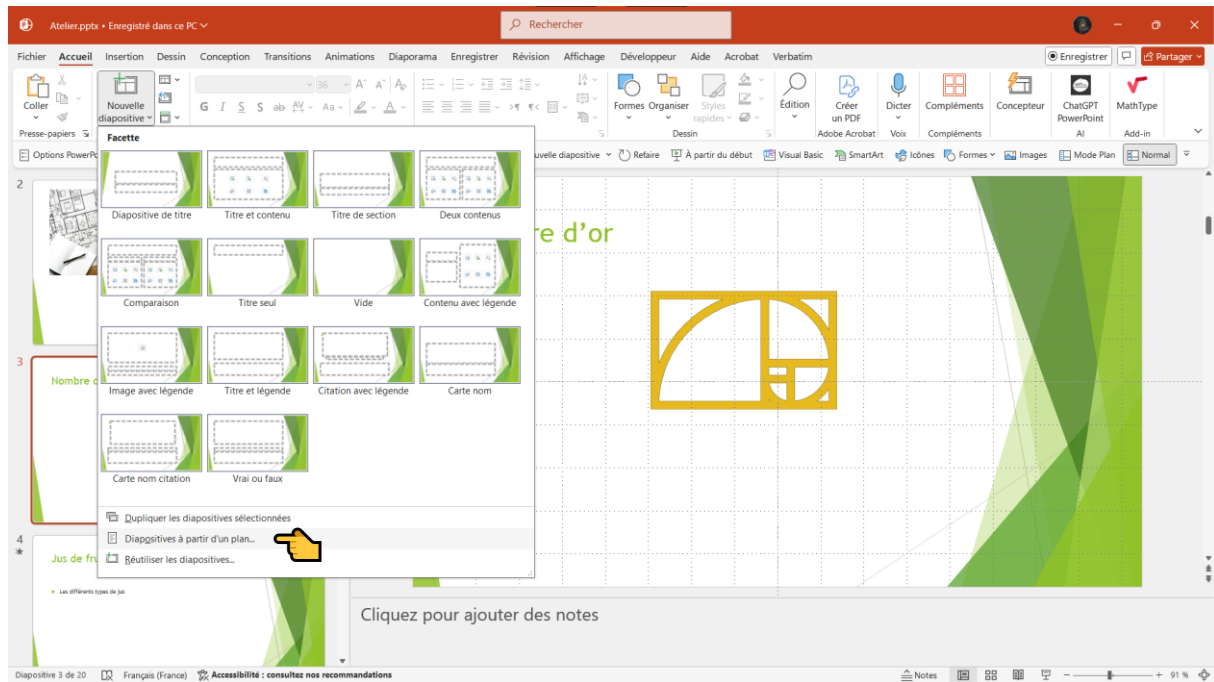 Atelier.pptx • Enregistré dans ce PC
Rechercher
Fichier Accueil Insertion Dessin Conception Transitions Animations Diaporama Enregistrer Révision Affichage Développeur Aide Acrobat Verbatim Enregistrer Partager
Coller
Nouvelle diapositive
36
G I S S ab AV Aa A
Formes Organiser Styles rapides
Édition
Créer un PDF
Dicter
Compléments
Concepteur
ChatGPT PowerPoint
MathType
Presse-papiers
Dessin
Adobe Acrobat
Voix
Compléments
AI
Add-in
Options PowerPo
uvelle diapositive Refaire À partir du début Visual Basic SmartArt Icônes Formes Images Mode Plan Normal
Facette
Diapositive de titre Titre et contenu Titre de section Deux contenus
Comparaison Titre seul Vide Contenu avec légende
Image avec légende Titre et légende Citation avec légende Carte nom
Carte nom citation Vrai ou faux
Dupliquer les diapositives sélectionnées
Diapositives à partir d'un plan...
Réutiliser les diapositives...
2
3
Nombre d
4
Jus de fru
Les différents types de jus
re d'or
Cliquez pour ajouter des notes
Diapositive 3 de 20 Français (France) Accessibilité : consultez nos recommandations Notes 91 %